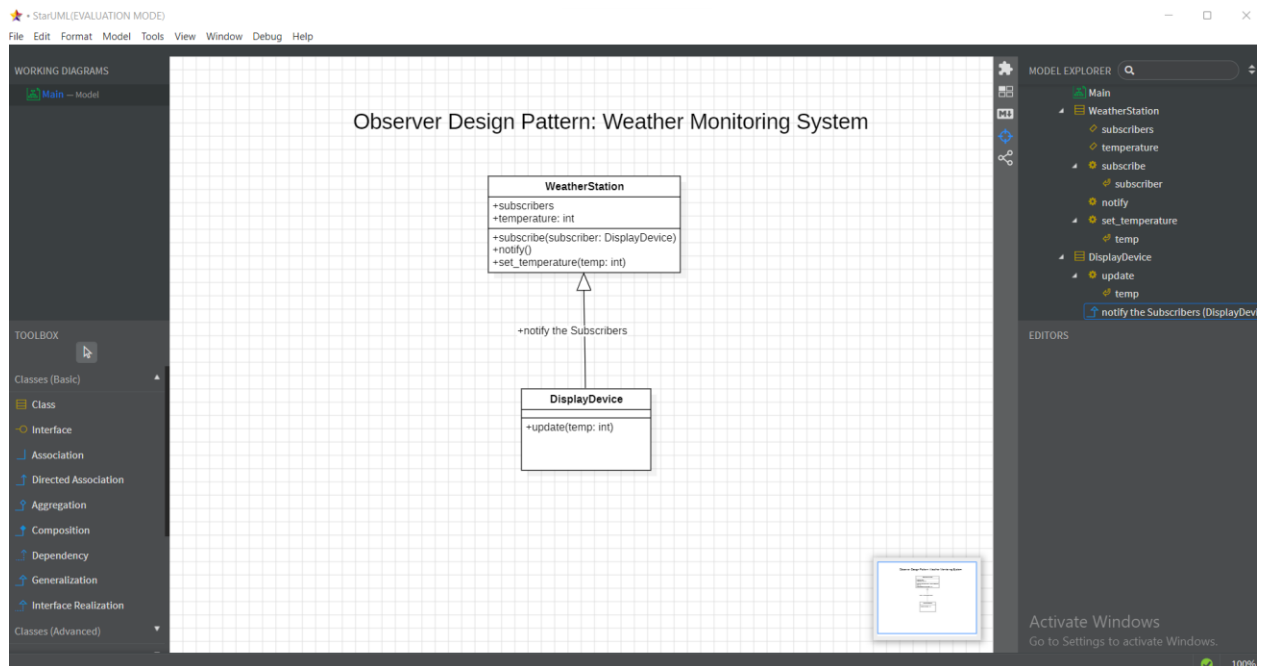 • StarUML(EVALUATION MODE)
File Edit Format Model Tools View Window Debug Help
WORKING DIAGRAMS
Main — Model
TOOLBOX
Classes (Basic)
Class
Interface
Association
Directed Association
Aggregation
Composition
Dependency
Generalization
Interface Realization
Classes (Advanced)
Observer Design Pattern: Weather Monitoring System
WeatherStation
+subscribers
+temperature: int
+subscribe(subscriber: DisplayDevice)
+notify()
+set_temperature(temp: int)
+notify the Subscribers
DisplayDevice
+update(temp: int)
MODEL EXPLORER
Main
WeatherStation
subscribers
temperature
subscribe
subscriber
notify
set_temperature
temp
DisplayDevice
update
temp
notify the Subscribers (DisplayDevi
EDITORS
Activate Windows
Go to Settings to activate Windows.
100%